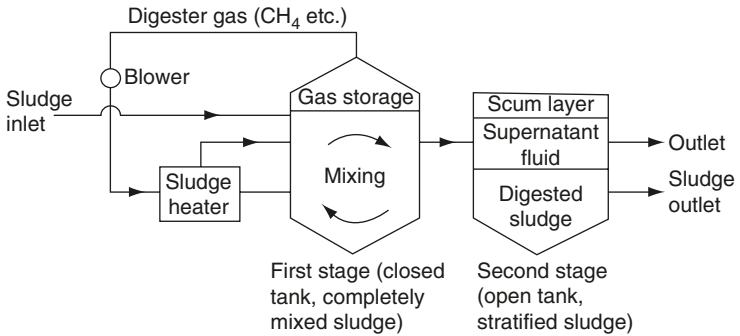 Digester gas (CH₄ etc.)
Blower
Sludge
inlet
Gas storage
Mixing
Sludge
heater
Scum layer
Supernatant
fluid
Digested
sludge
Outlet
Sludge
outlet
First stage (closed
tank, completely
mixed sludge)
Second stage
(open tank,
stratified sludge)